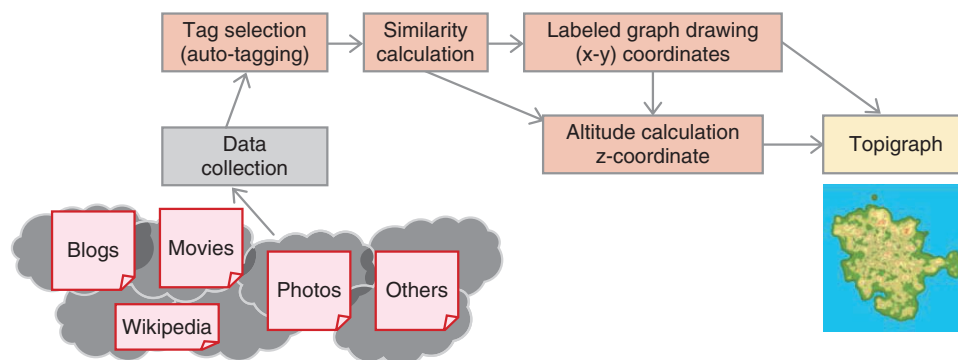 Tag selection
(auto-tagging)
Similarity
calculation
Labeled graph drawing
(x-y) coordinates
Data
collection
Altitude calculation
z-coordinate
Topigraph
Blogs
Movies
Photos
Others
Wikipedia